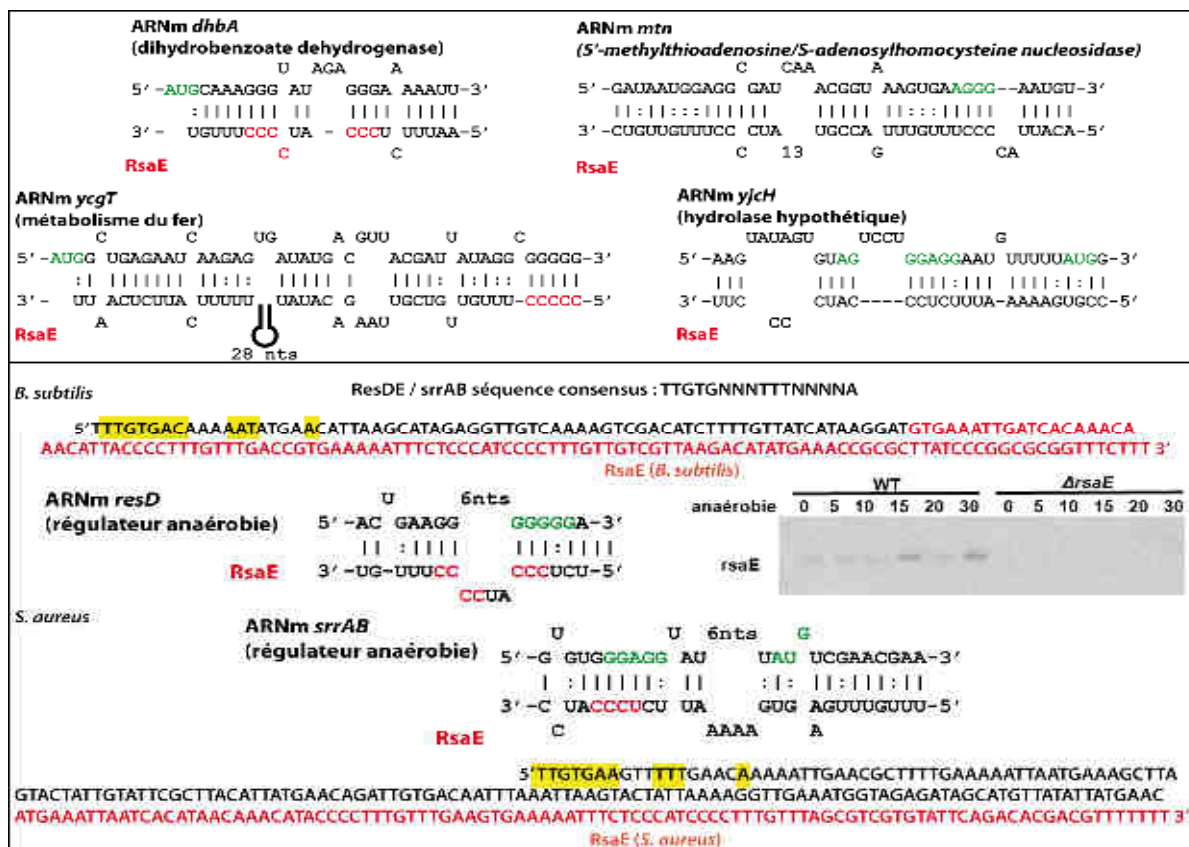 ARNm dhbA
(dihydrobenzoate dehydrogenase)
U AGA A
5'-AUGCAAAGGG AU GGGA AAAUU-3'
3'- UGUUUCCC UA -CCCU UUUAA-5'
C C
RsaE
ARNm mtn
(5'-methylthioadenosine/S-adenosylhomocysteine nucleosidase)
C CAA A
5'-GAUAAUGGAGG GAU ACGGU AAGUGAAGGG--AAUGU-3'
3'-CUGUUGUUUCC CUA UGCCA UUUGUUUCCC UUACA-5'
C 13 G CA
RsaE
ARNm ycgT
(métabolisme du fer)
C C UG A GUU U C
5'-AUGG UGAGAAU AAGAG AUAUG C ACGAU AUAGG GGGGG-3'
3'- UU ACUCUUA UUUUU UAUAC G UGCUG UGUUU-CCCCC-5'
A C A AAU U
RsaE
28 nts
ARNm yjcH
(hydrolase hypothétique)
UAUAGU UCCU G
5'-AAG GUAG GGAGGAAU UUUUUAUGG-3'
3'-UUC CUAC----CCUCUUUA-AAAAGUGCC-5'
CC
RsaE
B. subtilis
ResDE / srrAB séquence consensus : TTGTGNNNTTTNNNNA
5'TTTGTGACAAAAATATGAACATTAAGCATAGAGGTTGTCAAAAGTCGACATCTTTTGTTATCATAAGGATGTGAAATTGATCACAAACA
AACATTACCCCTTTGTTTGACCGTGAAAAATTTCTCCCATCCCCTTTGTTGTCGTTAAGACATATGAAACCGCGCTTATCCCGGCGCGGTTTCTTT 3'
RsaE (B. subtilis)
ARNm resD
(régulateur anaérobie)
U 6nts
5'-AC GAAGG GGGGGA-3'
3'-UG-UUUCC CCCUCU-5'
CCUA
RsaE
WT ΔrsaE
anaérobie 0 5 10 15 20 30 0 5 10 15 20 30
rsaE
S. aureus
ARNm srrAB
(régulateur anaérobie)
U U 6nts G
5'-G GUGGGAGG AU UAU UCGAACGAA-3'
3'-C UACCCUCU UA GUG AGUUUGUUU-5'
C AAAA A
RsaE
5'TTGTGAAGTTTTTGAACAAAAATTGAACGCTTTTGAAAAATTAATGAAAGCTTA
GTACTATTGTATTCGCTTACATTATGAACAGATTGTGACAATTTAAATTAAGTACTATTAAAAGGTTGAAATGGTAGAGATAGCATGTTATATTATGAAC
ATGAAATTAATCACATAACAAACATACCCCTTTGTTTGAAGTGAAAAATTTCTCCCATCCCCTTTGTTTAGCGTCGTGTATTCAGACACGACGTTTTTTT 3'
RsaE (S. aureus)